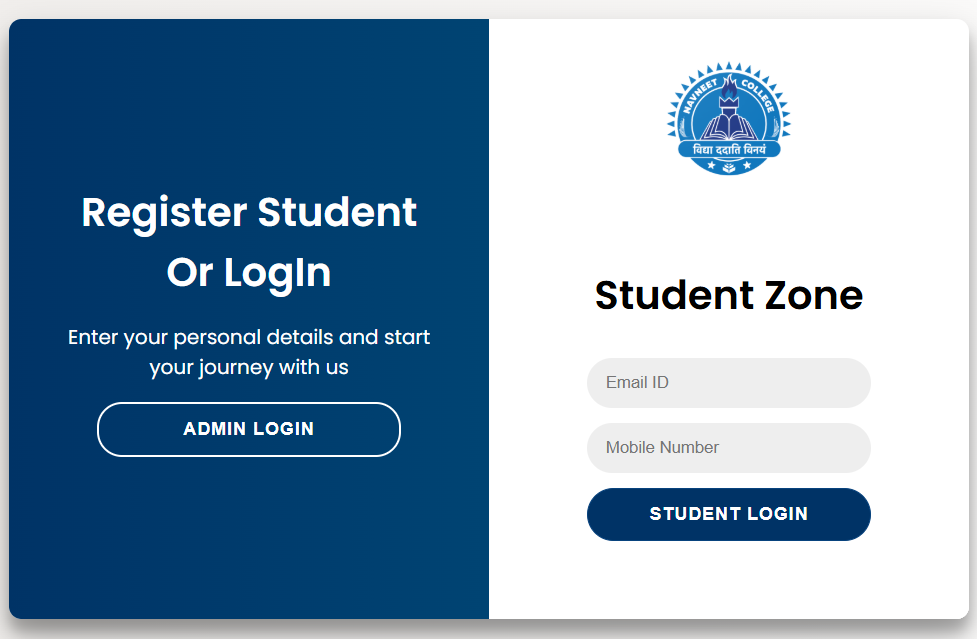 Register Student
Or LogIn
Enter your personal details and start
your journey with us
ADMIN LOGIN
NAVNEET COLLEGE
विद्या ददाति विनयं
Student Zone
Email ID
Mobile Number
STUDENT LOGIN